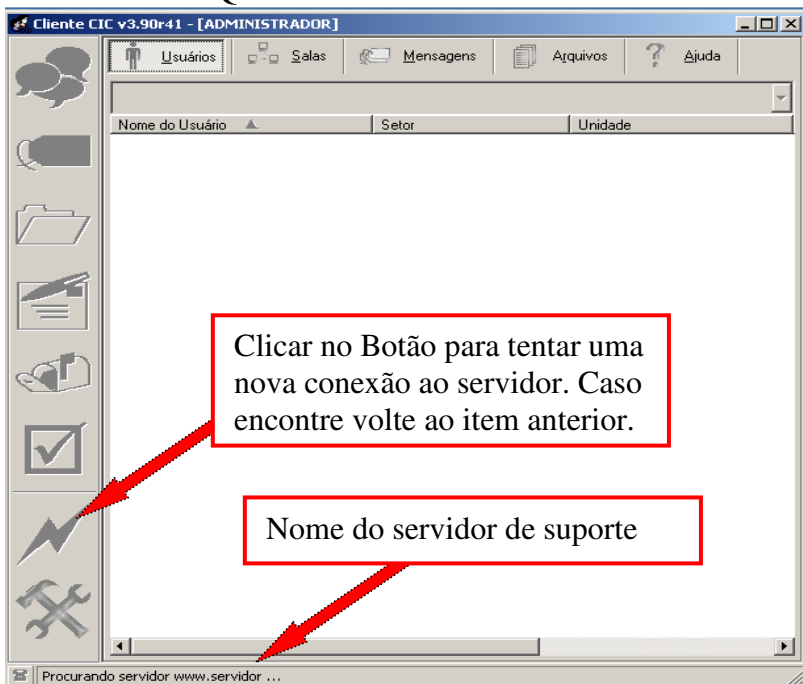 Cliente CIC v3.90r41 - [ADMINISTRADOR]
Usuários Salas Mensagens Arquivos Ajuda
Nome do Usuário Setor Unidade
Clicar no Botão para tentar uma
nova conexão ao servidor. Caso
encontre volte ao item anterior.
Nome do servidor de suporte
Procurando servidor www.servidor ...